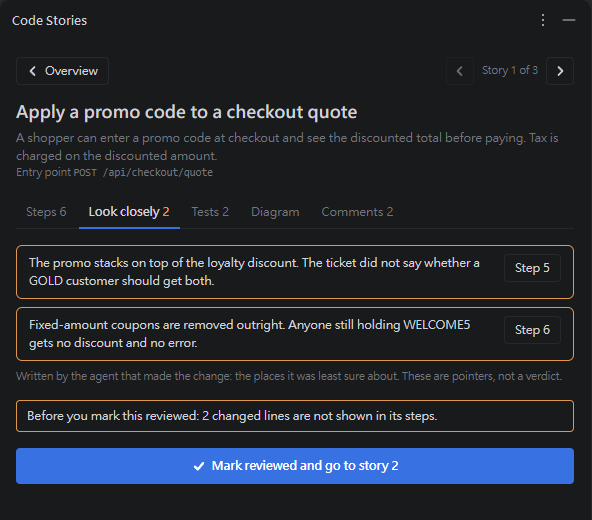 Code Stories
Overview
Story 1 of 3
Apply a promo code to a checkout quote
A shopper can enter a promo code at checkout and see the discounted total before paying. Tax is
charged on the discounted amount.
Entry point POST /api/checkout/quote
Steps 6 Look closely 2 Tests 2 Diagram Comments 2
The promo stacks on top of the loyalty discount. The ticket did not say whether a
GOLD customer should get both.
Step 5
Fixed-amount coupons are removed outright. Anyone still holding WELCOME5
gets no discount and no error.
Step 6
Written by the agent that made the change: the places it was least sure about. These are pointers, not a verdict.
Before you mark this reviewed: 2 changed lines are not shown in its steps.
Mark reviewed and go to story 2